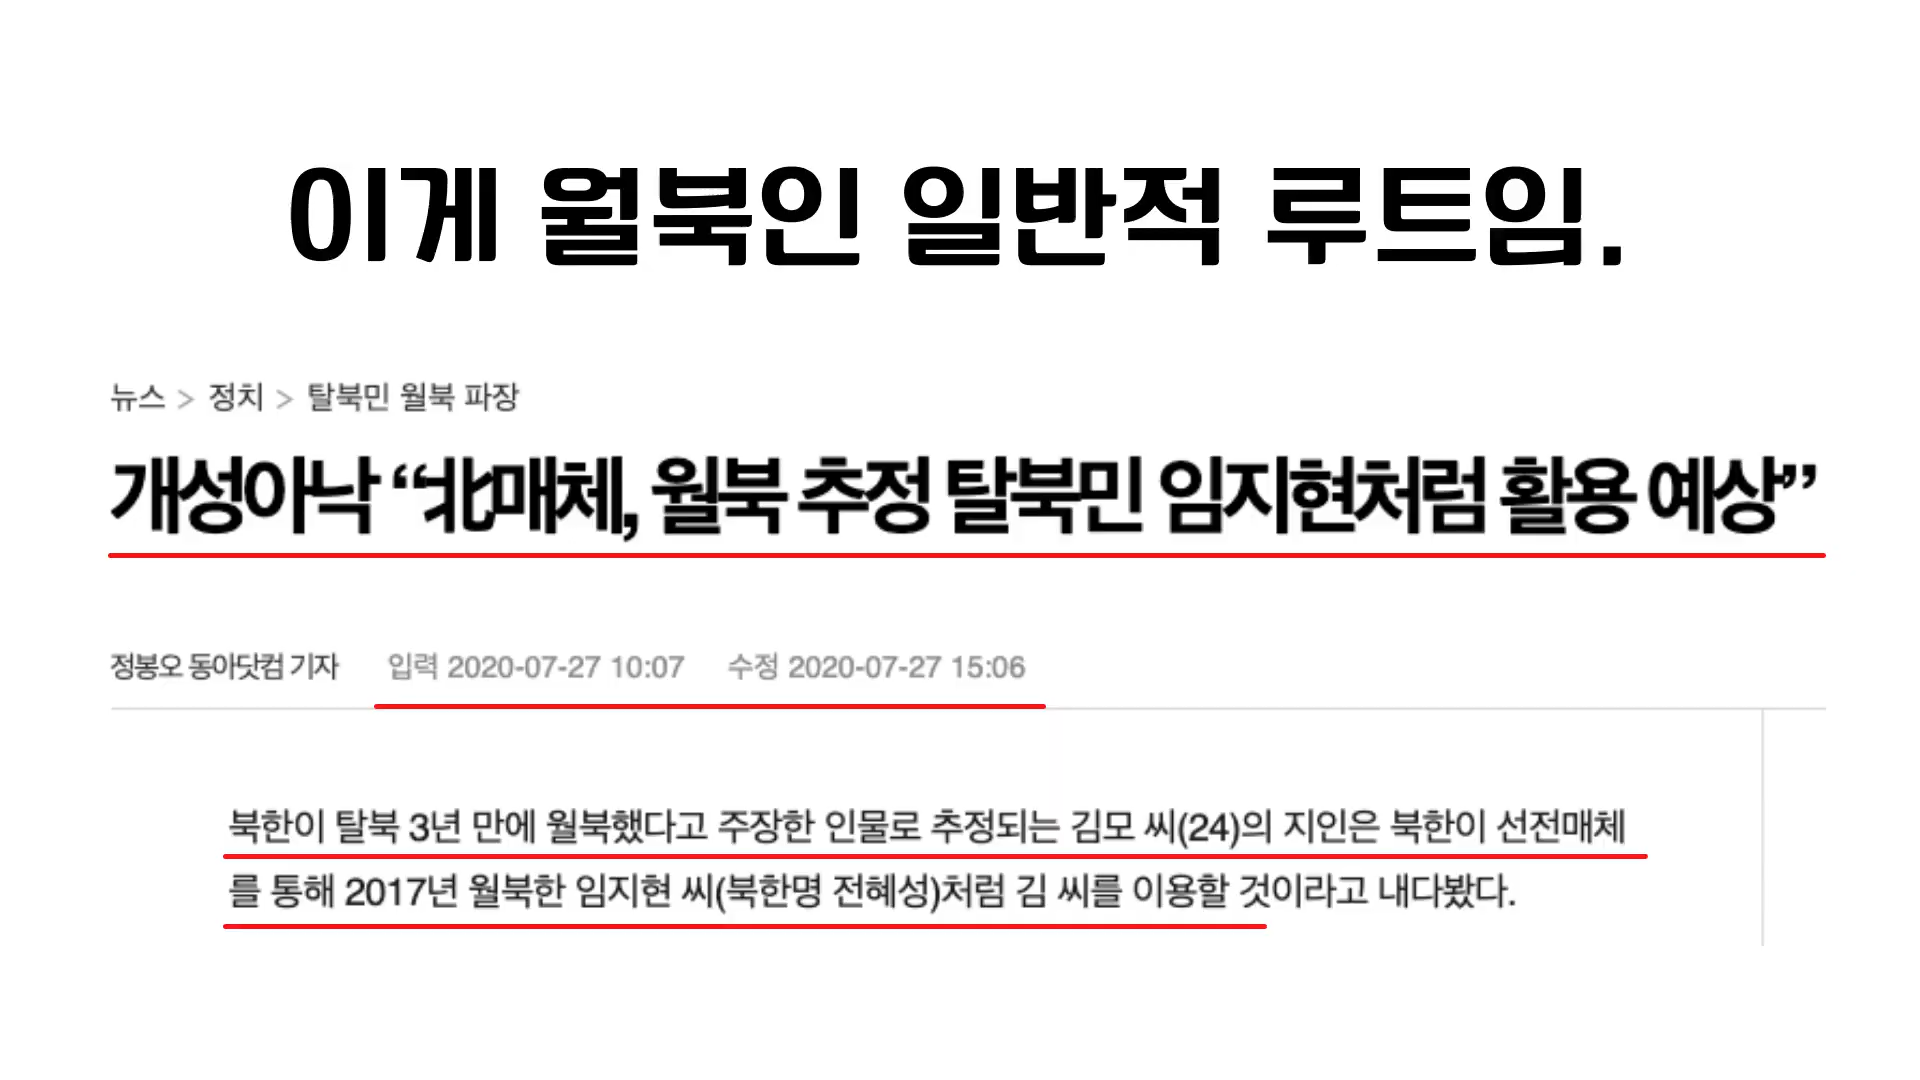 이게 월북인 일반적 루트임.
뉴스 > 정치 > 탈북민 월북 파장
개성아낙 “北매체, 월북 추정 탈북민 임지현처럼 활용 예상”
정봉오 동아닷컴 기자 입력 2020-07-27 10:07 수정 2020-07-27 15:06
북한이 탈북 3년 만에 월북했다고 주장한 인물로 추정되는 김모 씨(24)의 지인은 북한이 선전매체
를 통해 2017년 월북한 임지현 씨(북한명 전혜성)처럼 김 씨를 이용할 것이라고 내다봤다.